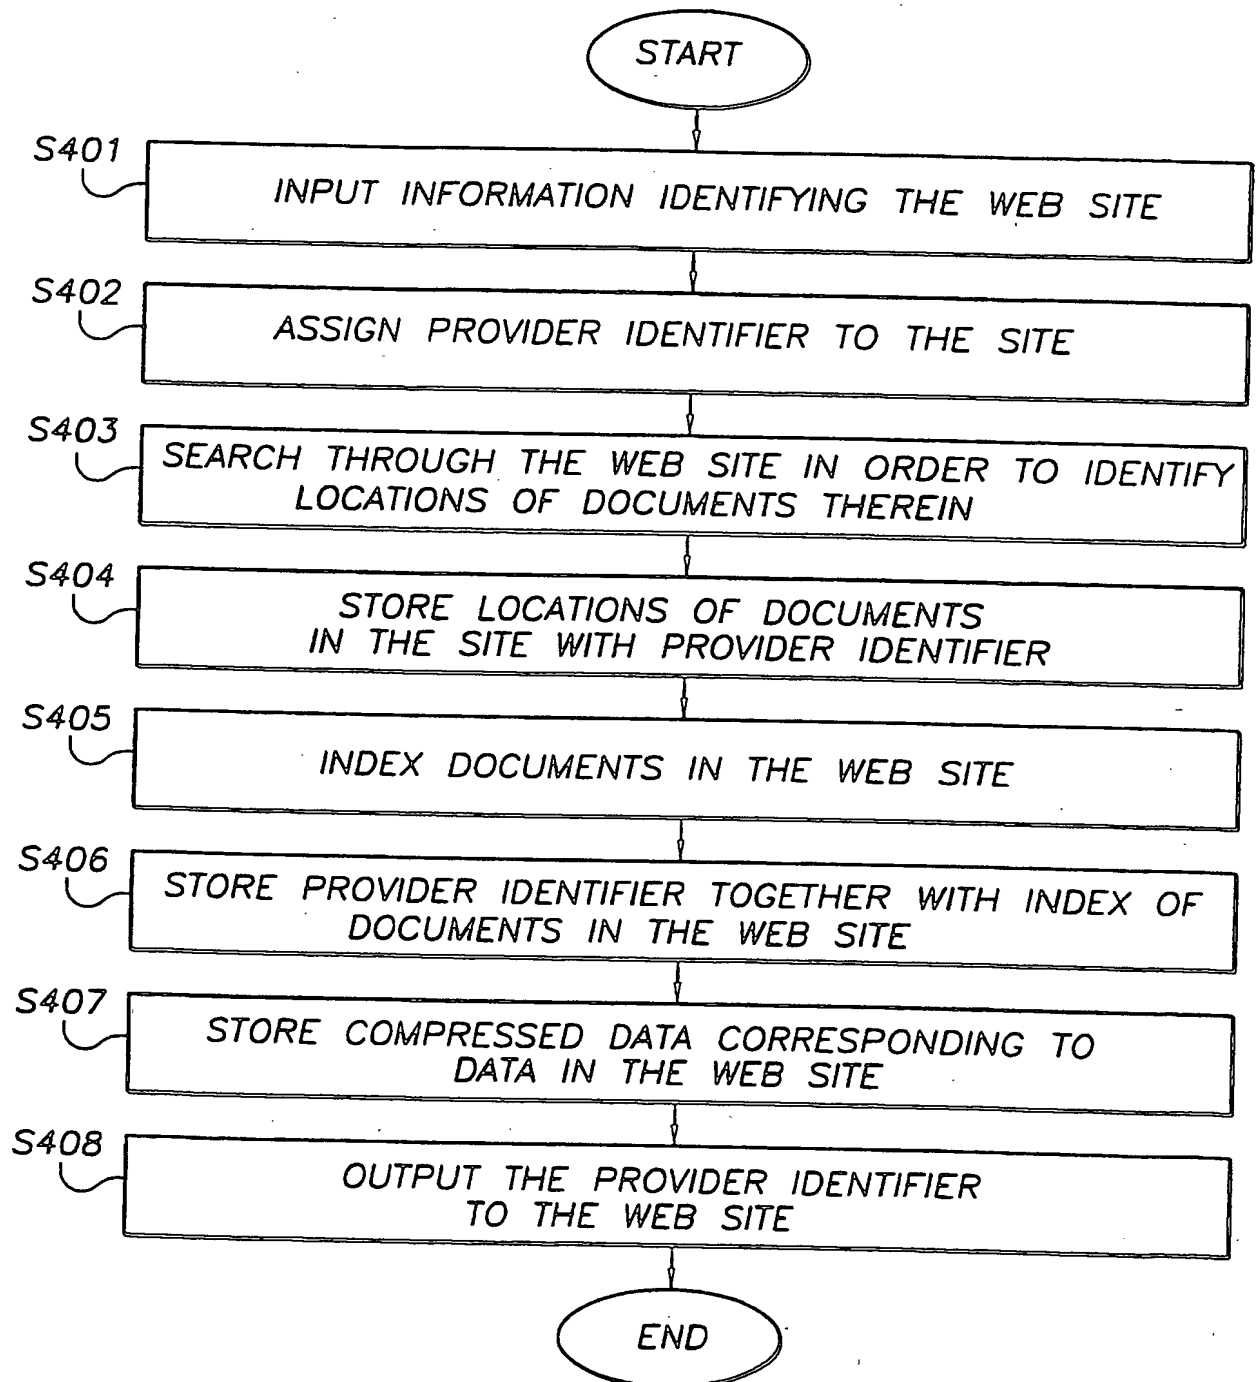 START
S401
INPUT INFORMATION IDENTIFYING THE WEB SITE
S402
ASSIGN PROVIDER IDENTIFIER TO THE SITE
S403
SEARCH THROUGH THE WEB SITE IN ORDER TO IDENTIFY
LOCATIONS OF DOCUMENTS THEREIN
S404
STORE LOCATIONS OF DOCUMENTS
IN THE SITE WITH PROVIDER IDENTIFIER
S405
INDEX DOCUMENTS IN THE WEB SITE
S406
STORE PROVIDER IDENTIFIER TOGETHER WITH INDEX OF
DOCUMENTS IN THE WEB SITE
S407
STORE COMPRESSED DATA CORRESPONDING TO
DATA IN THE WEB SITE
S408
OUTPUT THE PROVIDER IDENTIFIER
TO THE WEB SITE
END